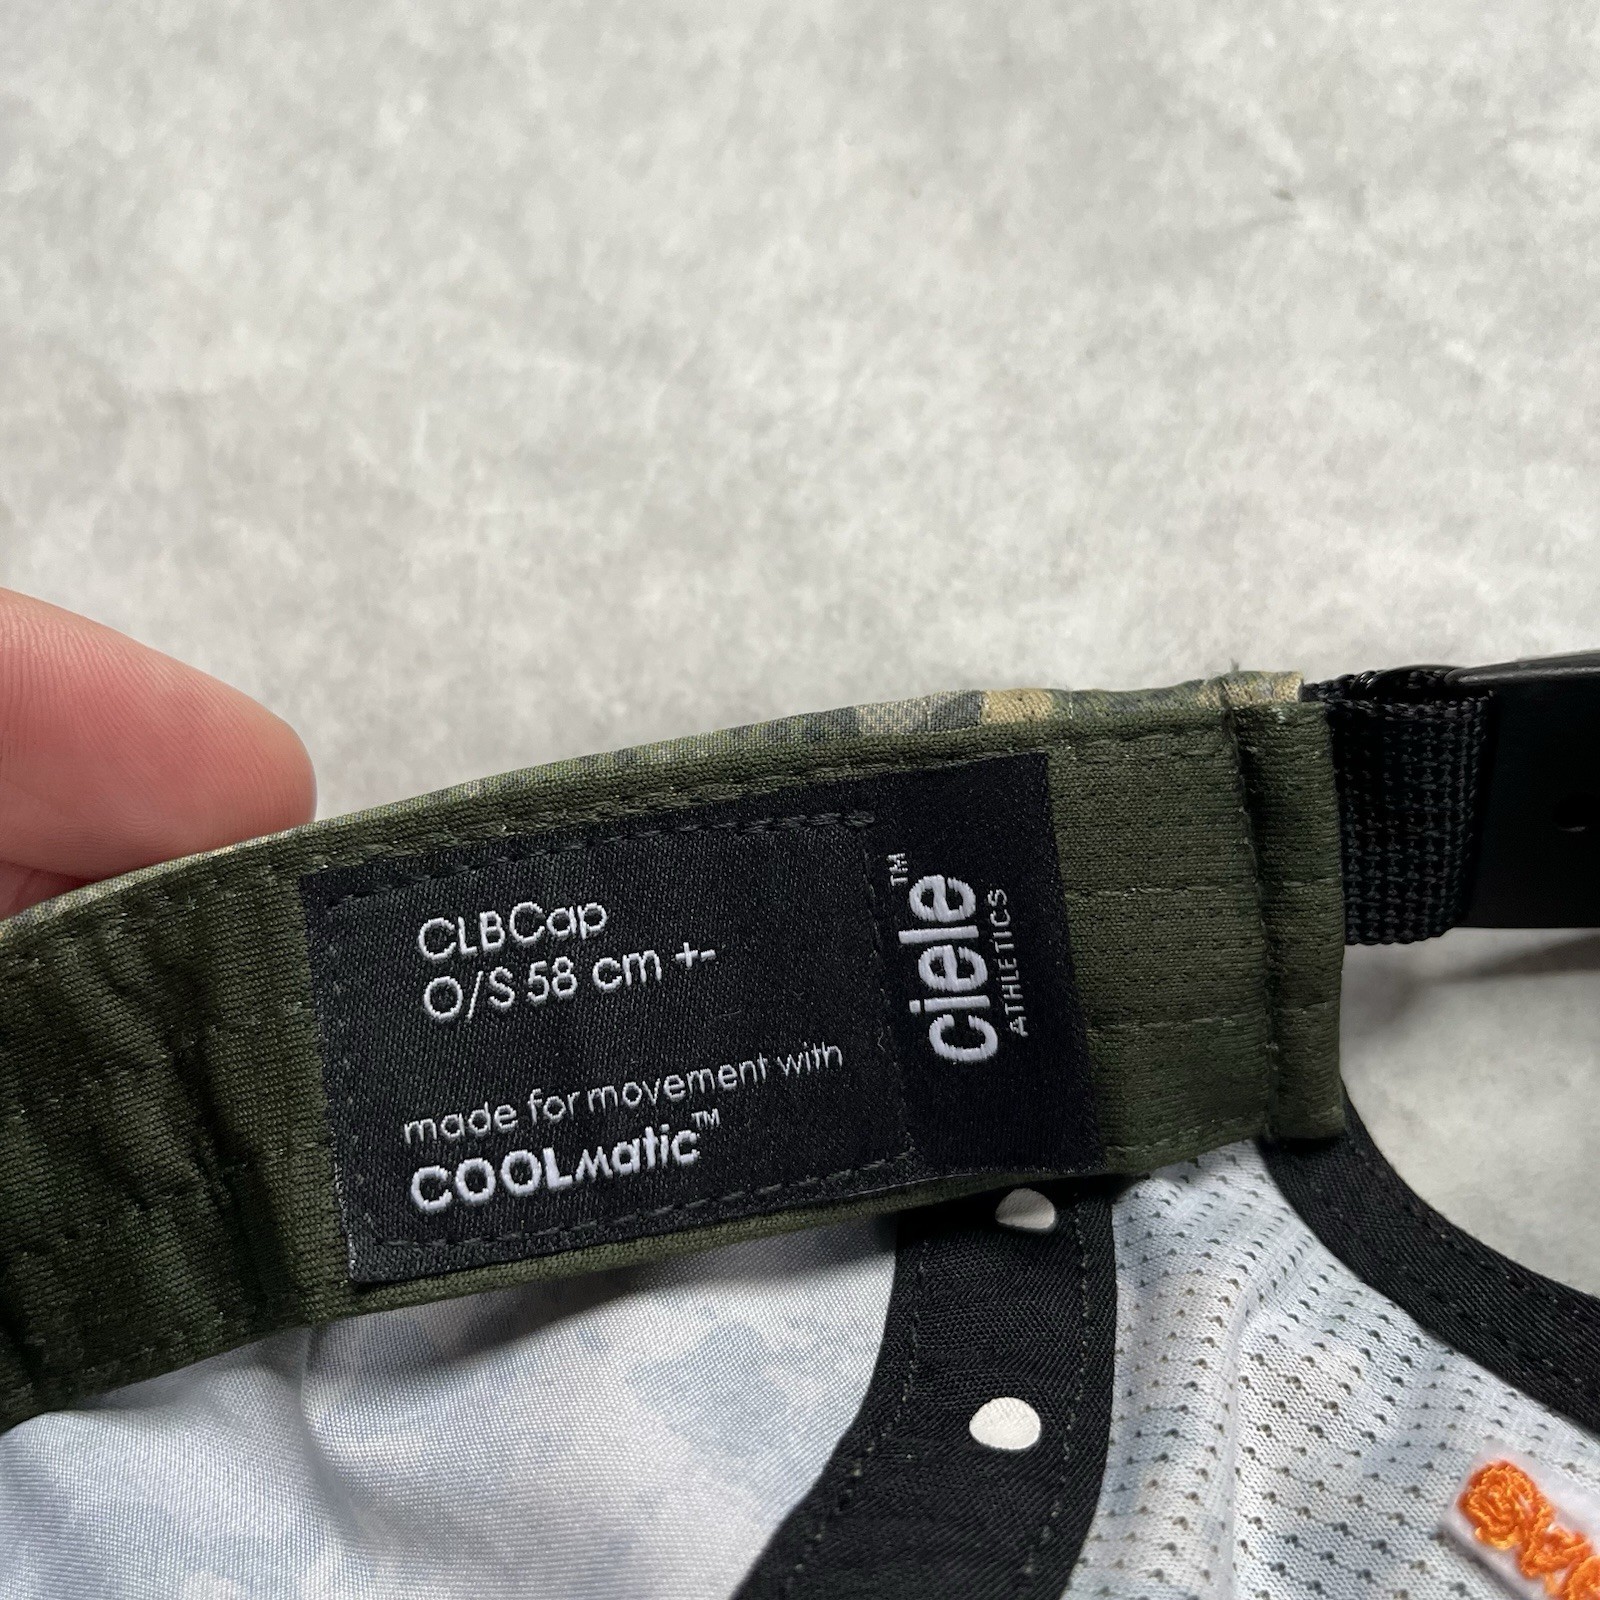 CLBCap
O/S 58 cm +-
made for movement with
COOLmatic™
ciele™
ATHLETICS